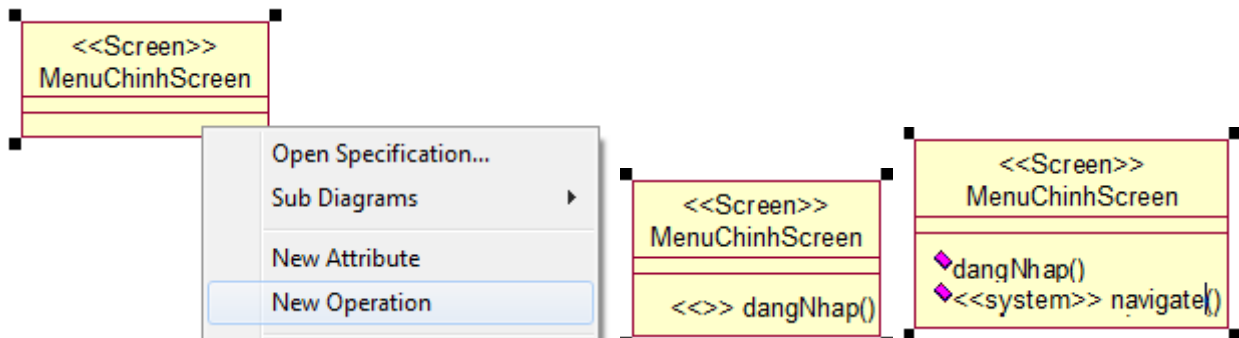 <<Screen>>
MenuChinhScreen
Open Specification...
Sub Diagrams
New Attribute
New Operation
<<Screen>>
MenuChinhScreen
<<>> dangNhap()
<<Screen>>
MenuChinhScreen
dangNhap()
<<system>> navigate()